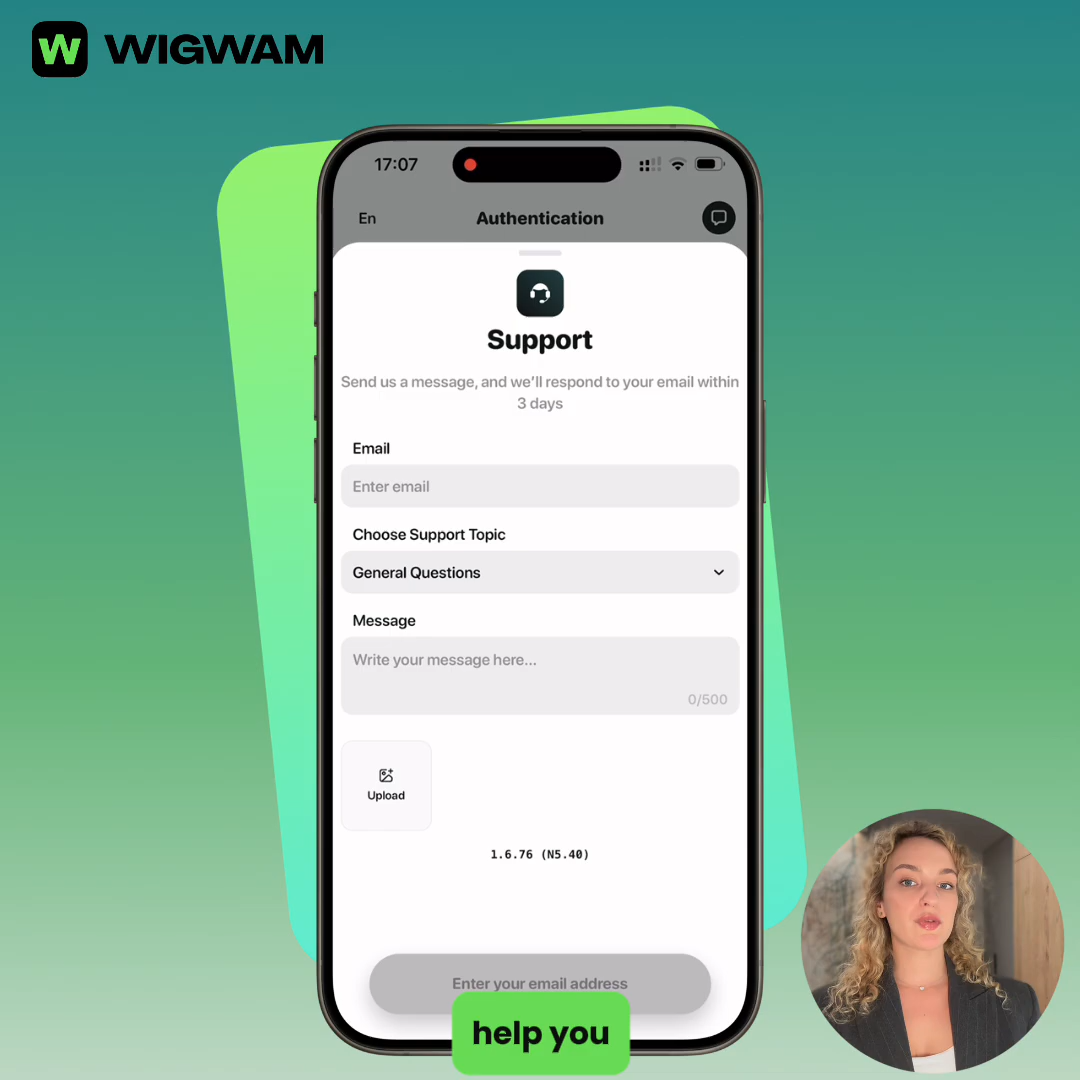 W WIGWAM
17:07
En
Authentication
Support
Send us a message, and we'll respond to your email within
3 days
Email
Enter email
Choose Support Topic
General Questions
Message
Write your message here...
0/500
Upload
1.6.76 (N5.40)
Enter your email address
help you